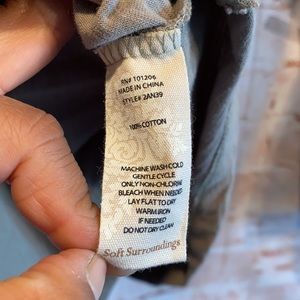 RN# 101206
MADE IN CHINA
STYLE# 2AN39
100% COTTON
MACHINE WASH COLD
GENTLE CYCLE
ONLY NON-CHLORINE
BLEACH WHEN NEEDED
LAY FLAT TO DRY
WARM IRON
IF NEEDED
DO NOT DRY CLEAN
Soft Surroundings